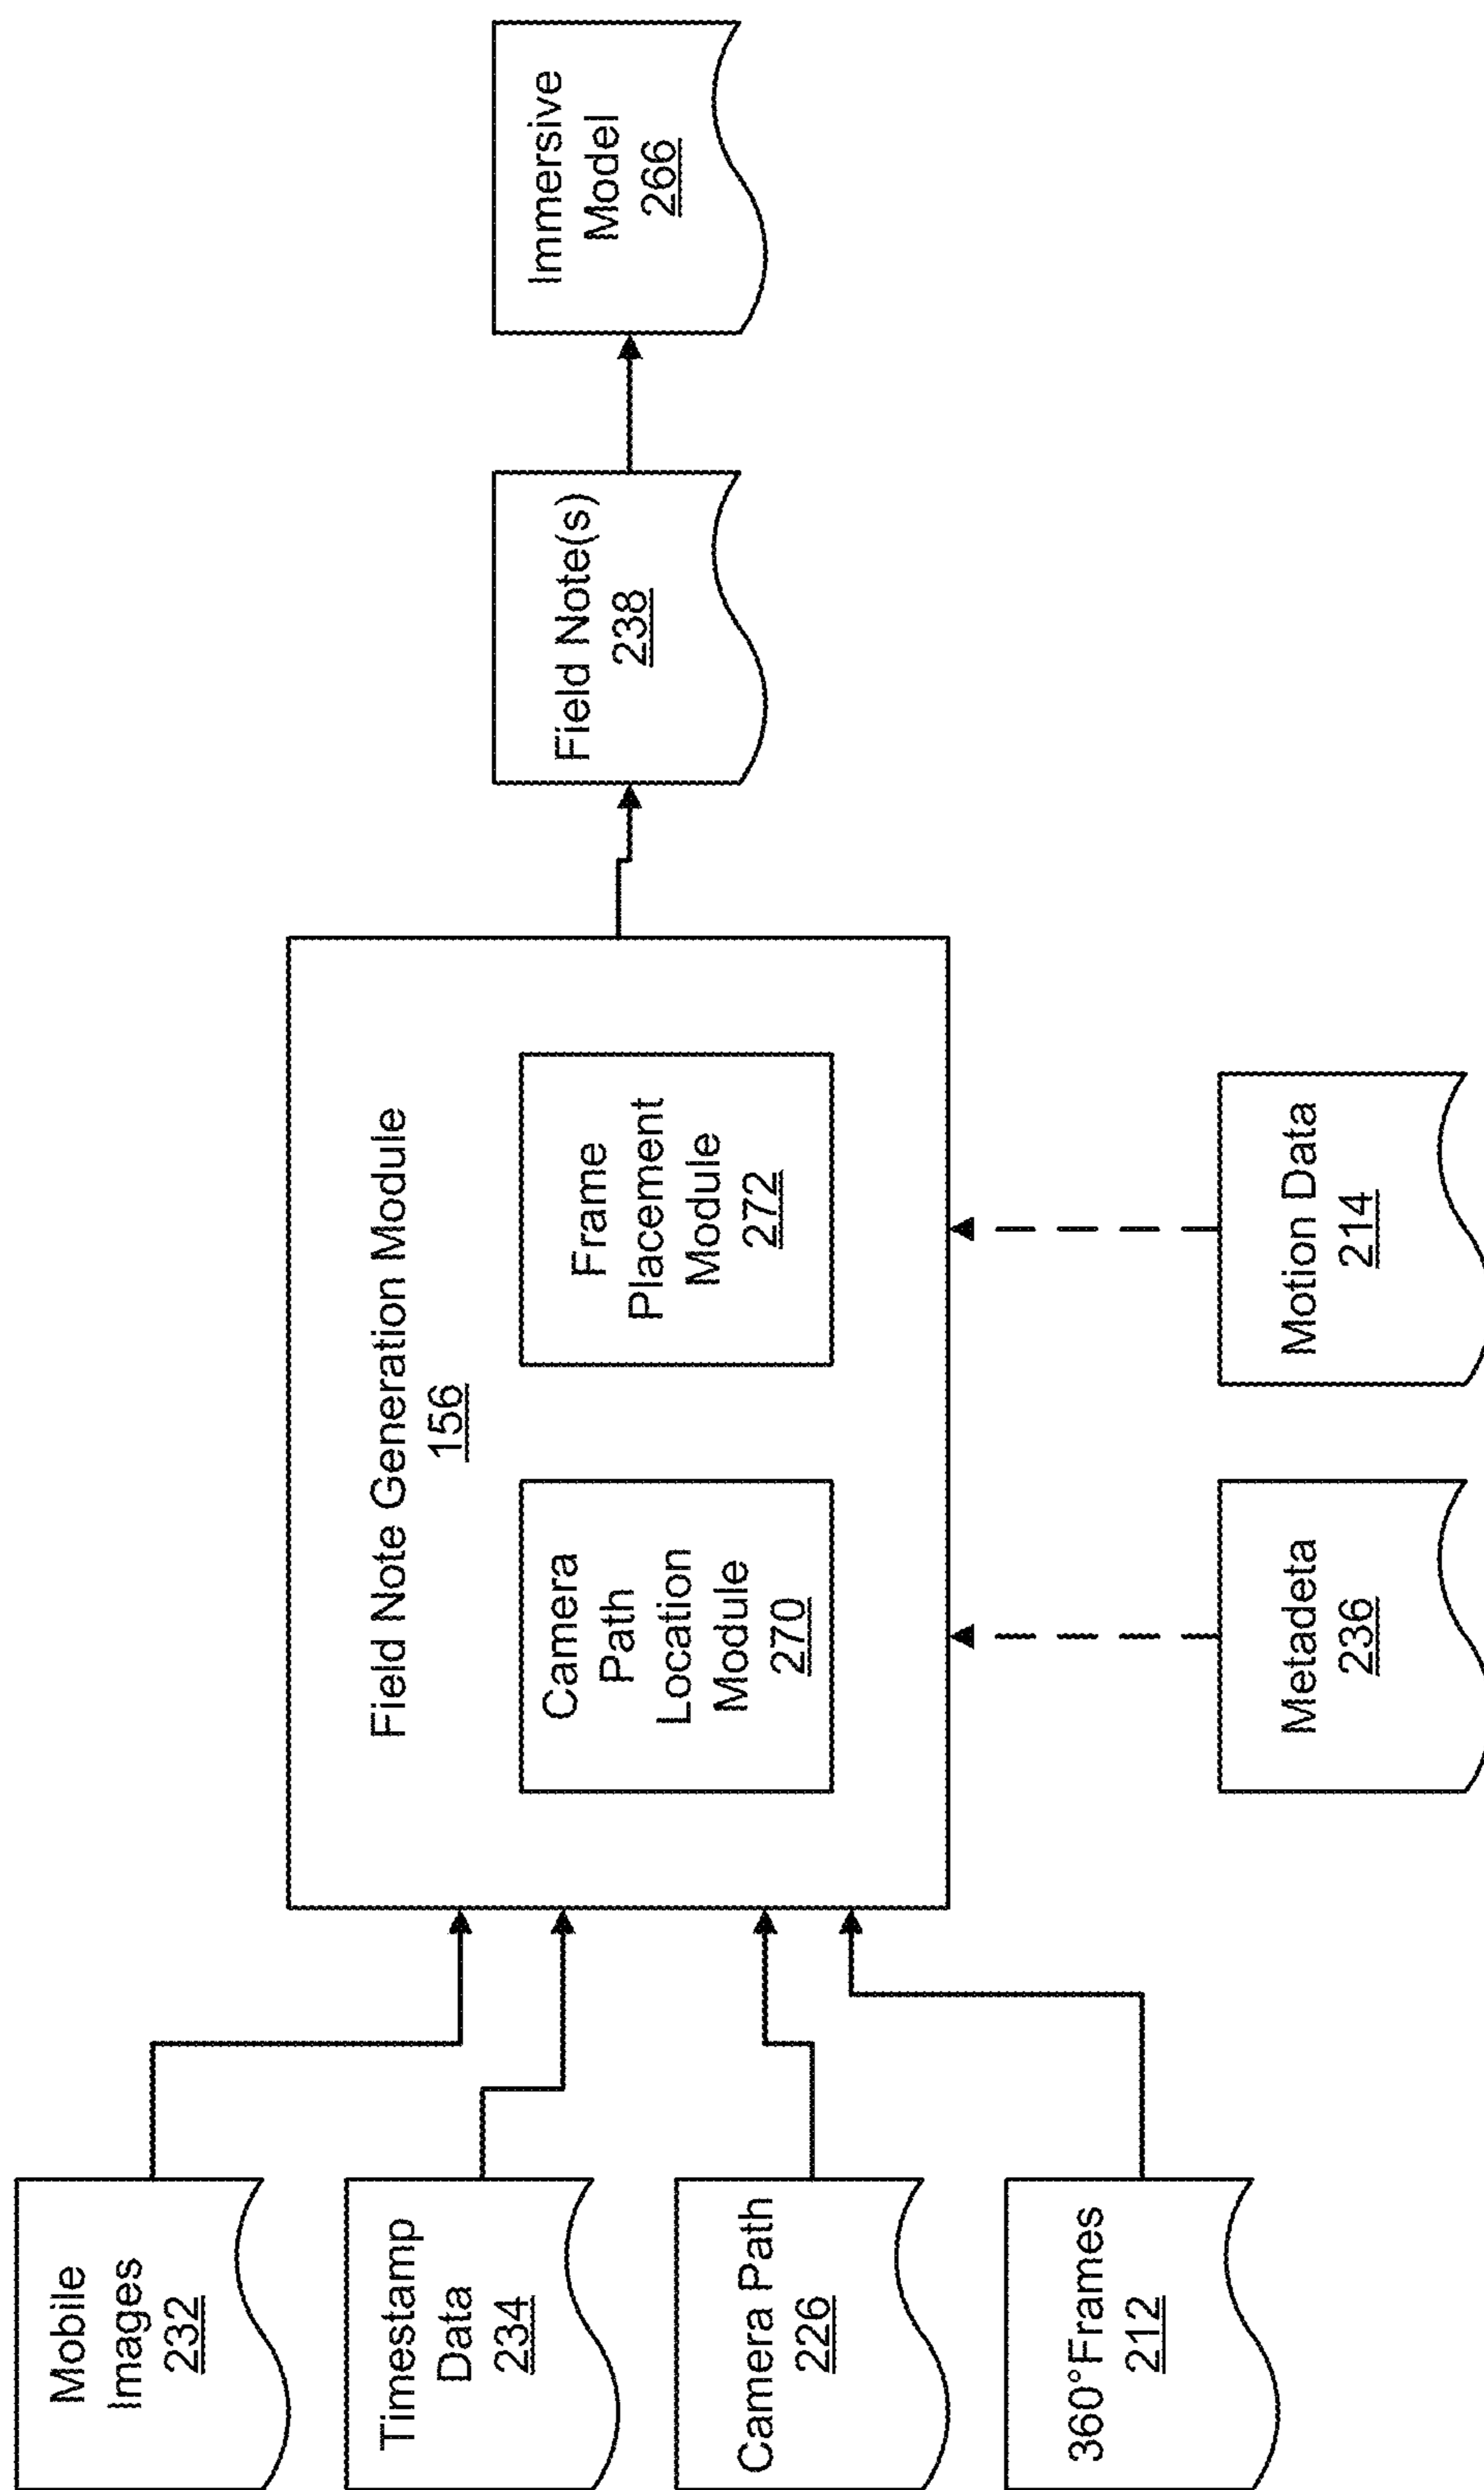 Mobile
Images
232
Timestamp
Data
234
Camera Path
226
360°Frames
212
Field Note Generation Module
156
Camera
Path
Location
Module
270
Frame
Placement
Module
272
Metadeta
236
Motion Data
214
Field Note(s)
238
Immersive
Model
266